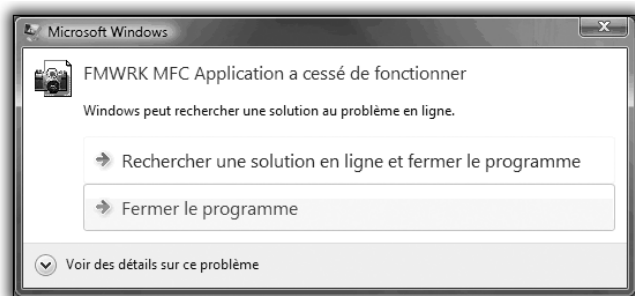 Microsoft Windows
FMWRK MFC Application a cessé de fonctionner
Windows peut rechercher une solution au problème en ligne.
Rechercher une solution en ligne et fermer le programme
Fermer le programme
Voir des détails sur ce problème